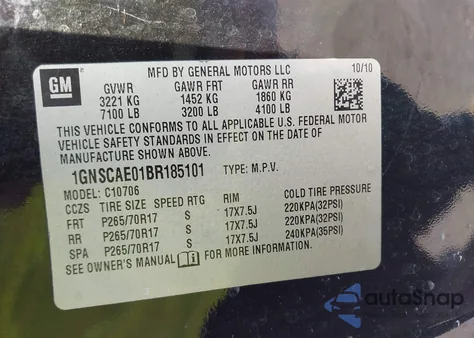 MFD BY GENERAL MOTORS LLC 10/10
GM
GVWR GAWR FRT GAWR RR
3221 KG 1452 KG 1860 KG
7100 LB 3200 LB 4100 LB
THIS VEHICLE CONFORMS TO ALL APPLICABLE U.S. FEDERAL MOTOR
VEHICLE SAFETY STANDARDS IN EFFECT ON THE DATE OF
MANUFACTURE SHOWN ABOVE.
1GNSCAE01BR185101 TYPE: M.P.V.
MODEL: C10706
CCZS TIRE SIZE SPEED RTG RIM COLD TIRE PRESSURE
FRT P265/70R17 S 17X7.5J 220KPA(32PSI)
RR P265/70R17 S 17X7.5J 220KPA(32PSI)
SPA P265/70R17 S 17X7.5J 240KPA(35PSI)
SEE OWNER'S MANUAL FOR MORE INFORMATION.
autoSnap